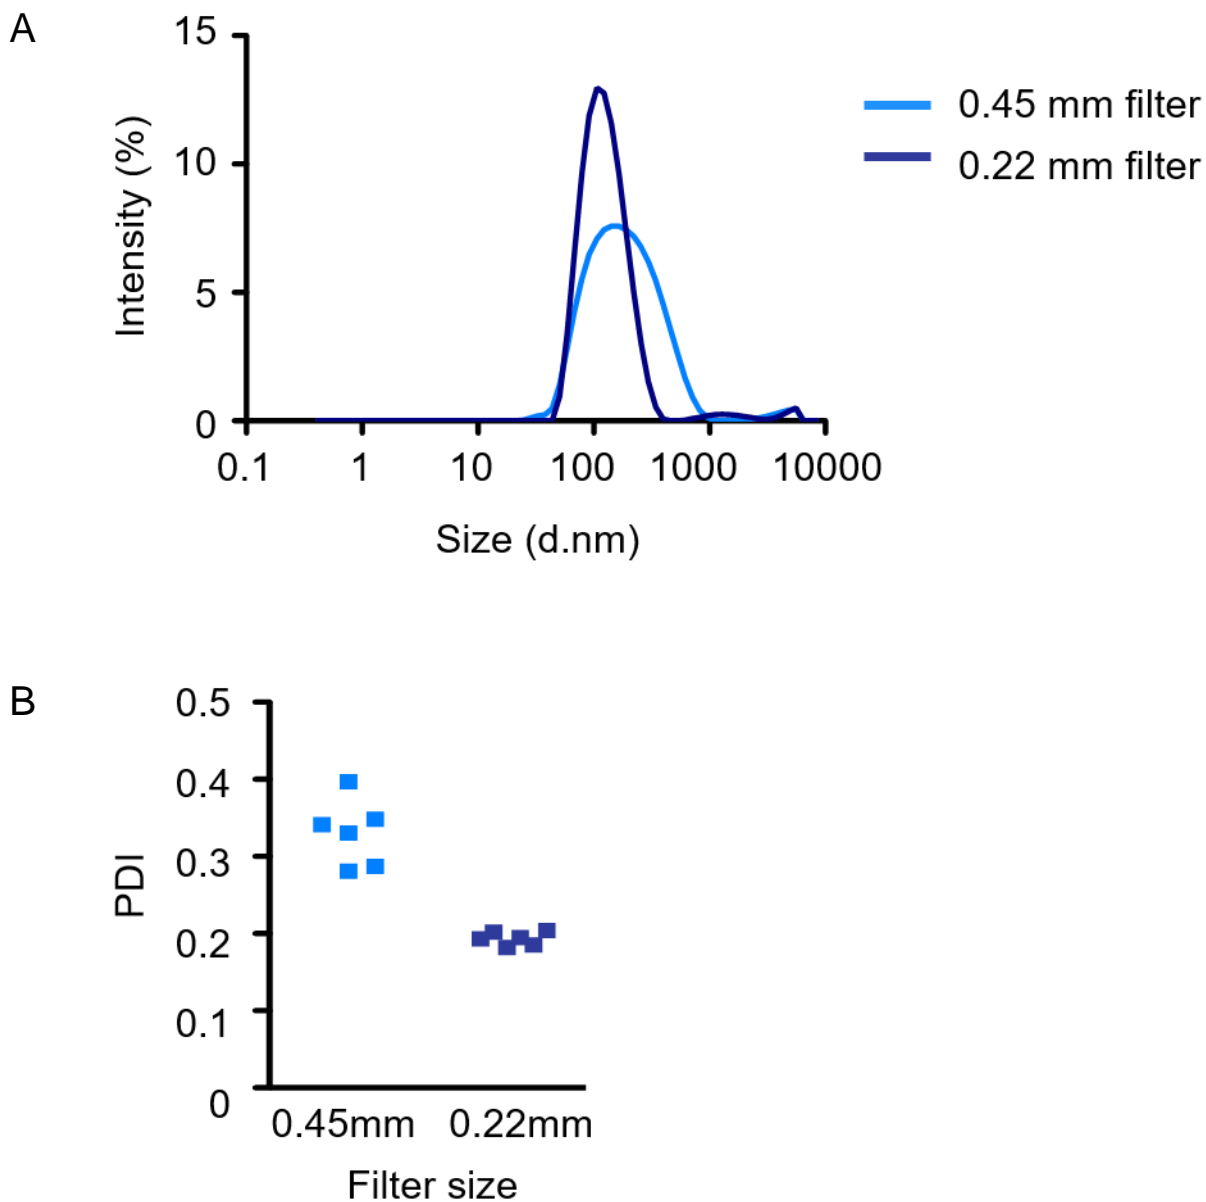 A
15
10
5
0
Intensity (%)
0.1 1 10 100 1000 10000
Size (d.nm)
0.45 mm filter
0.22 mm filter
B
0.5
0.4
0.3
0.2
0.1
0
PDI
0.45mm 0.22mm
Filter size